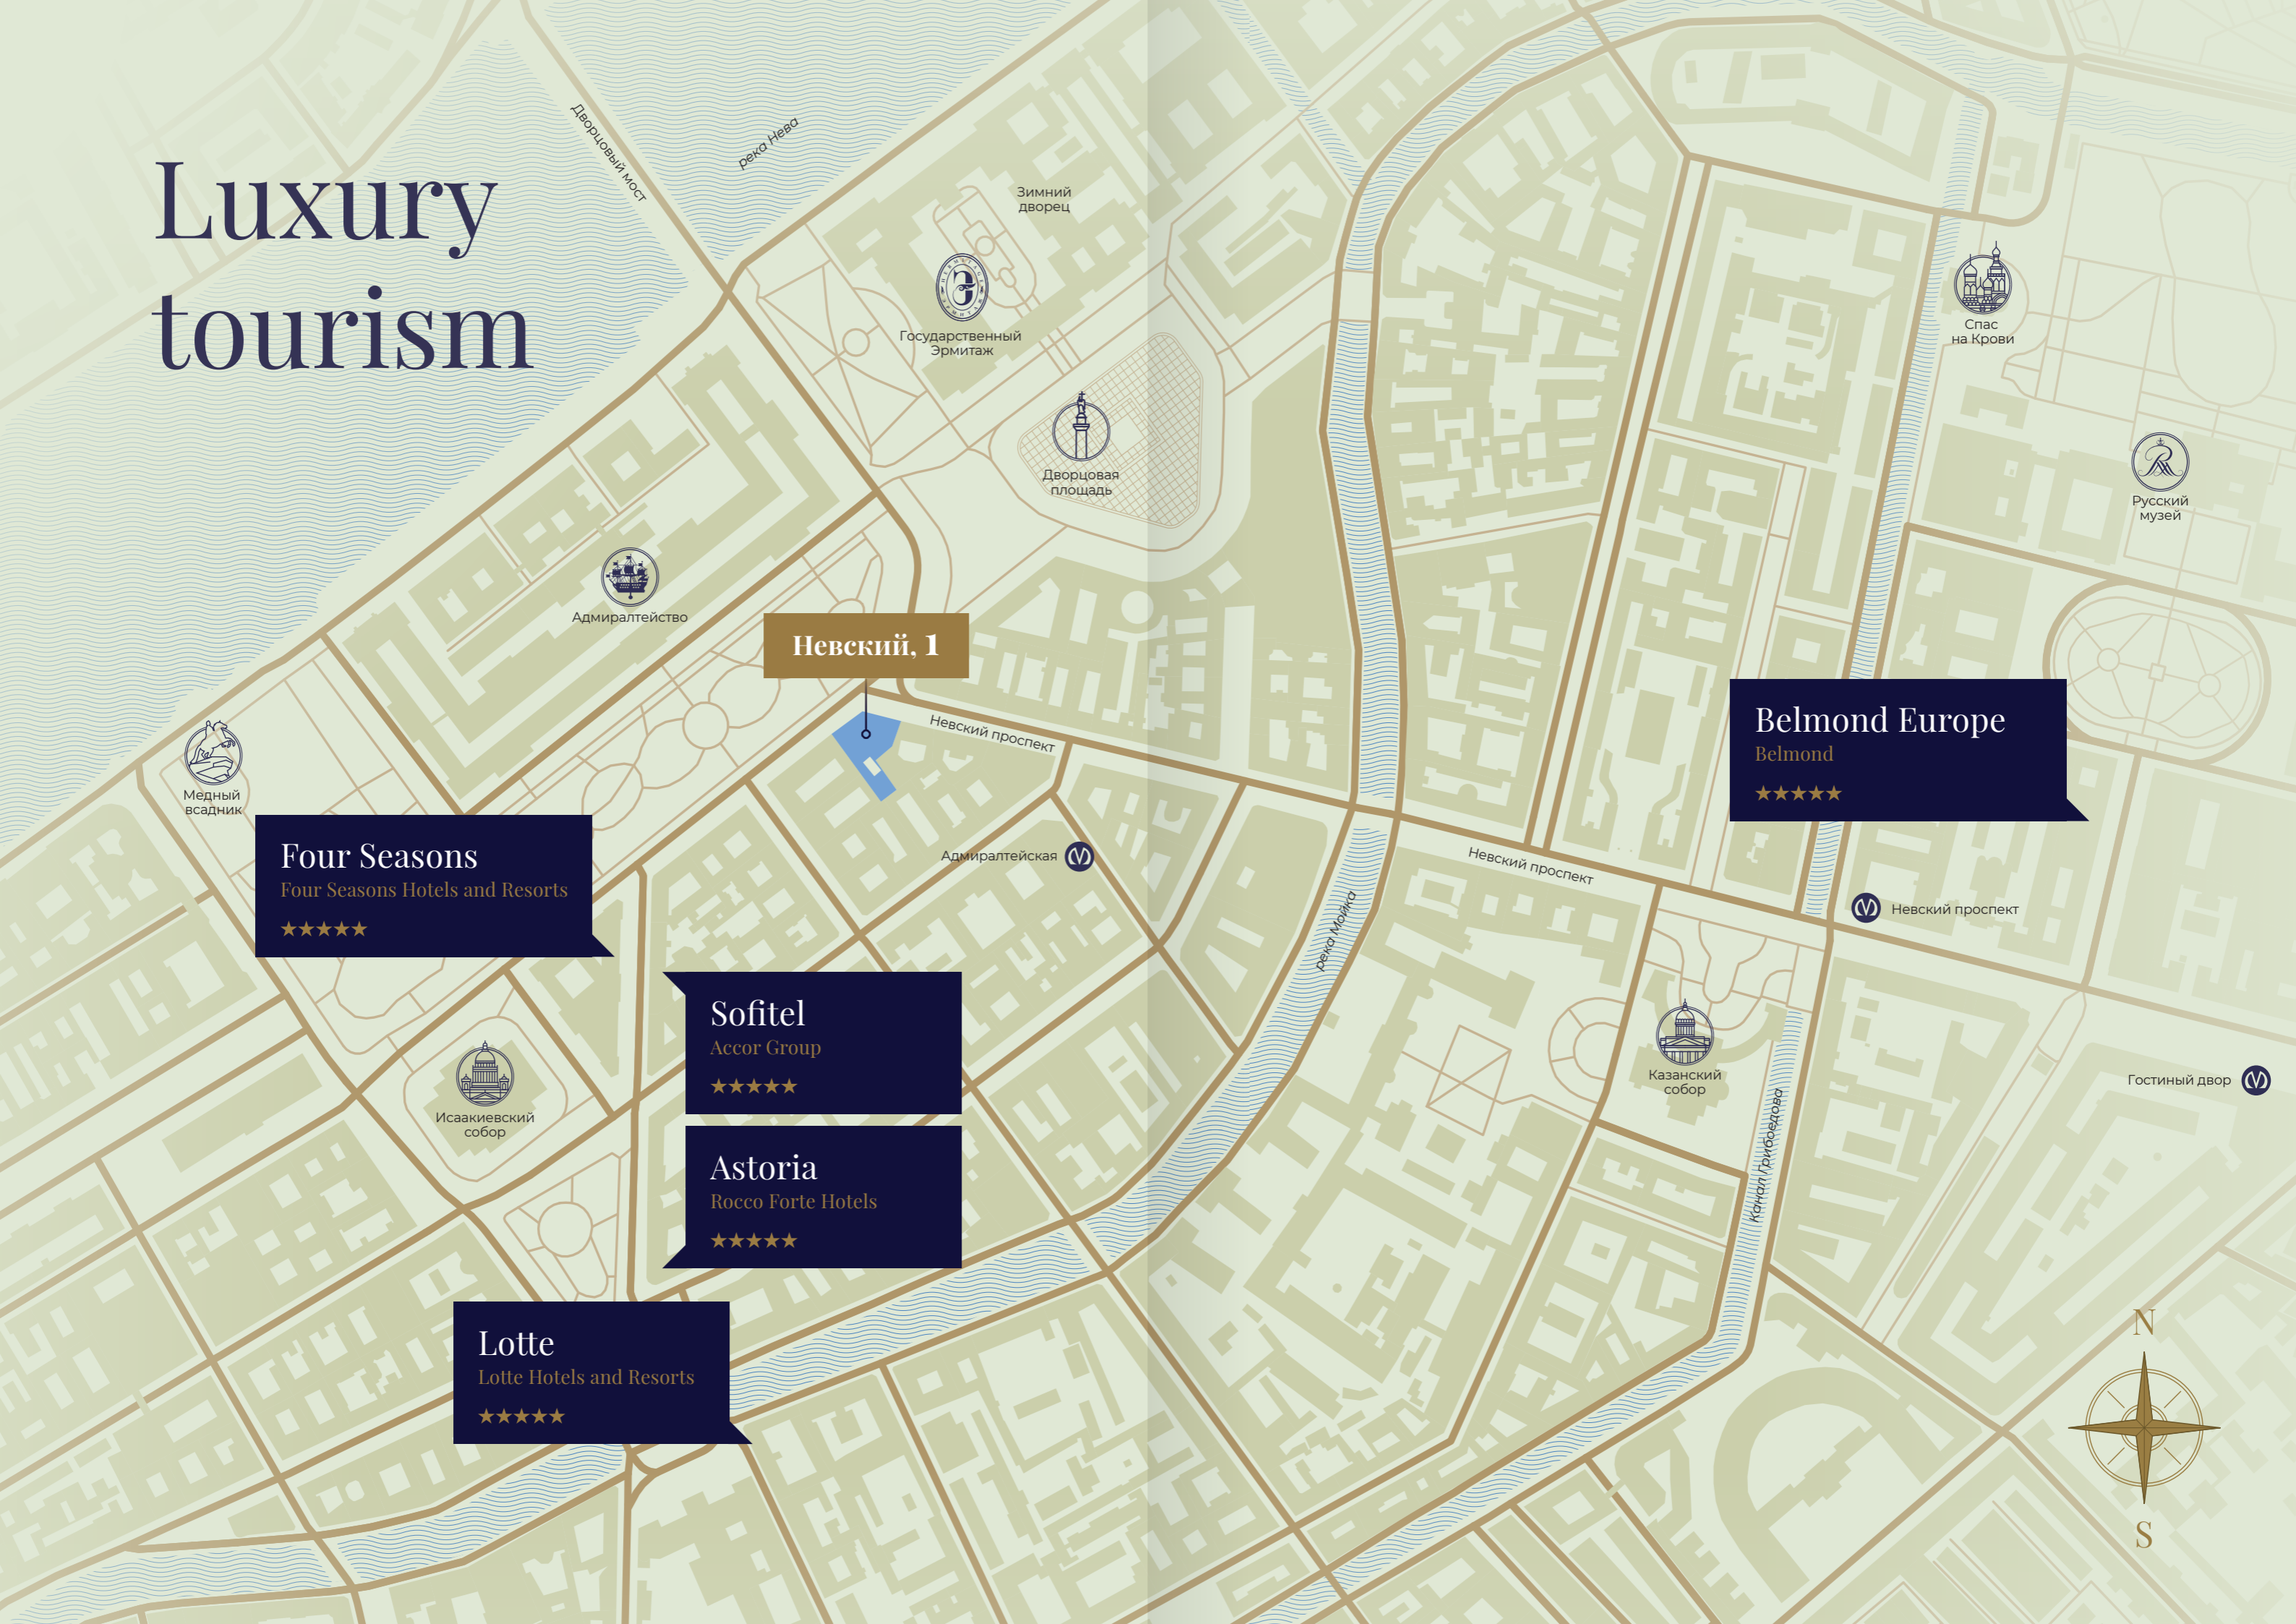 Luxury
tourism
Дворцовый мост
река Нева
Зимний
дворец
Государственный
Эрмитаж
Дворцовая
площадь
Спас
на Крови
Русский
музей
Адмиралтейство
Невский, 1
Невский проспект
Медный
всадник
Four Seasons
Four Seasons Hotels and Resorts
★★★★★
Адмиралтейская
Belmond Europe
Belmond
★★★★★
Невский проспект
Невский проспект
река Мойка
Sofitel
Accor Group
★★★★★
Исаакиевский
собор
Казанский
собор
Гостиный двор
Канал Грибоедова
Astoria
Rocco Forte Hotels
★★★★★
Lotte
Lotte Hotels and Resorts
★★★★★
N
S